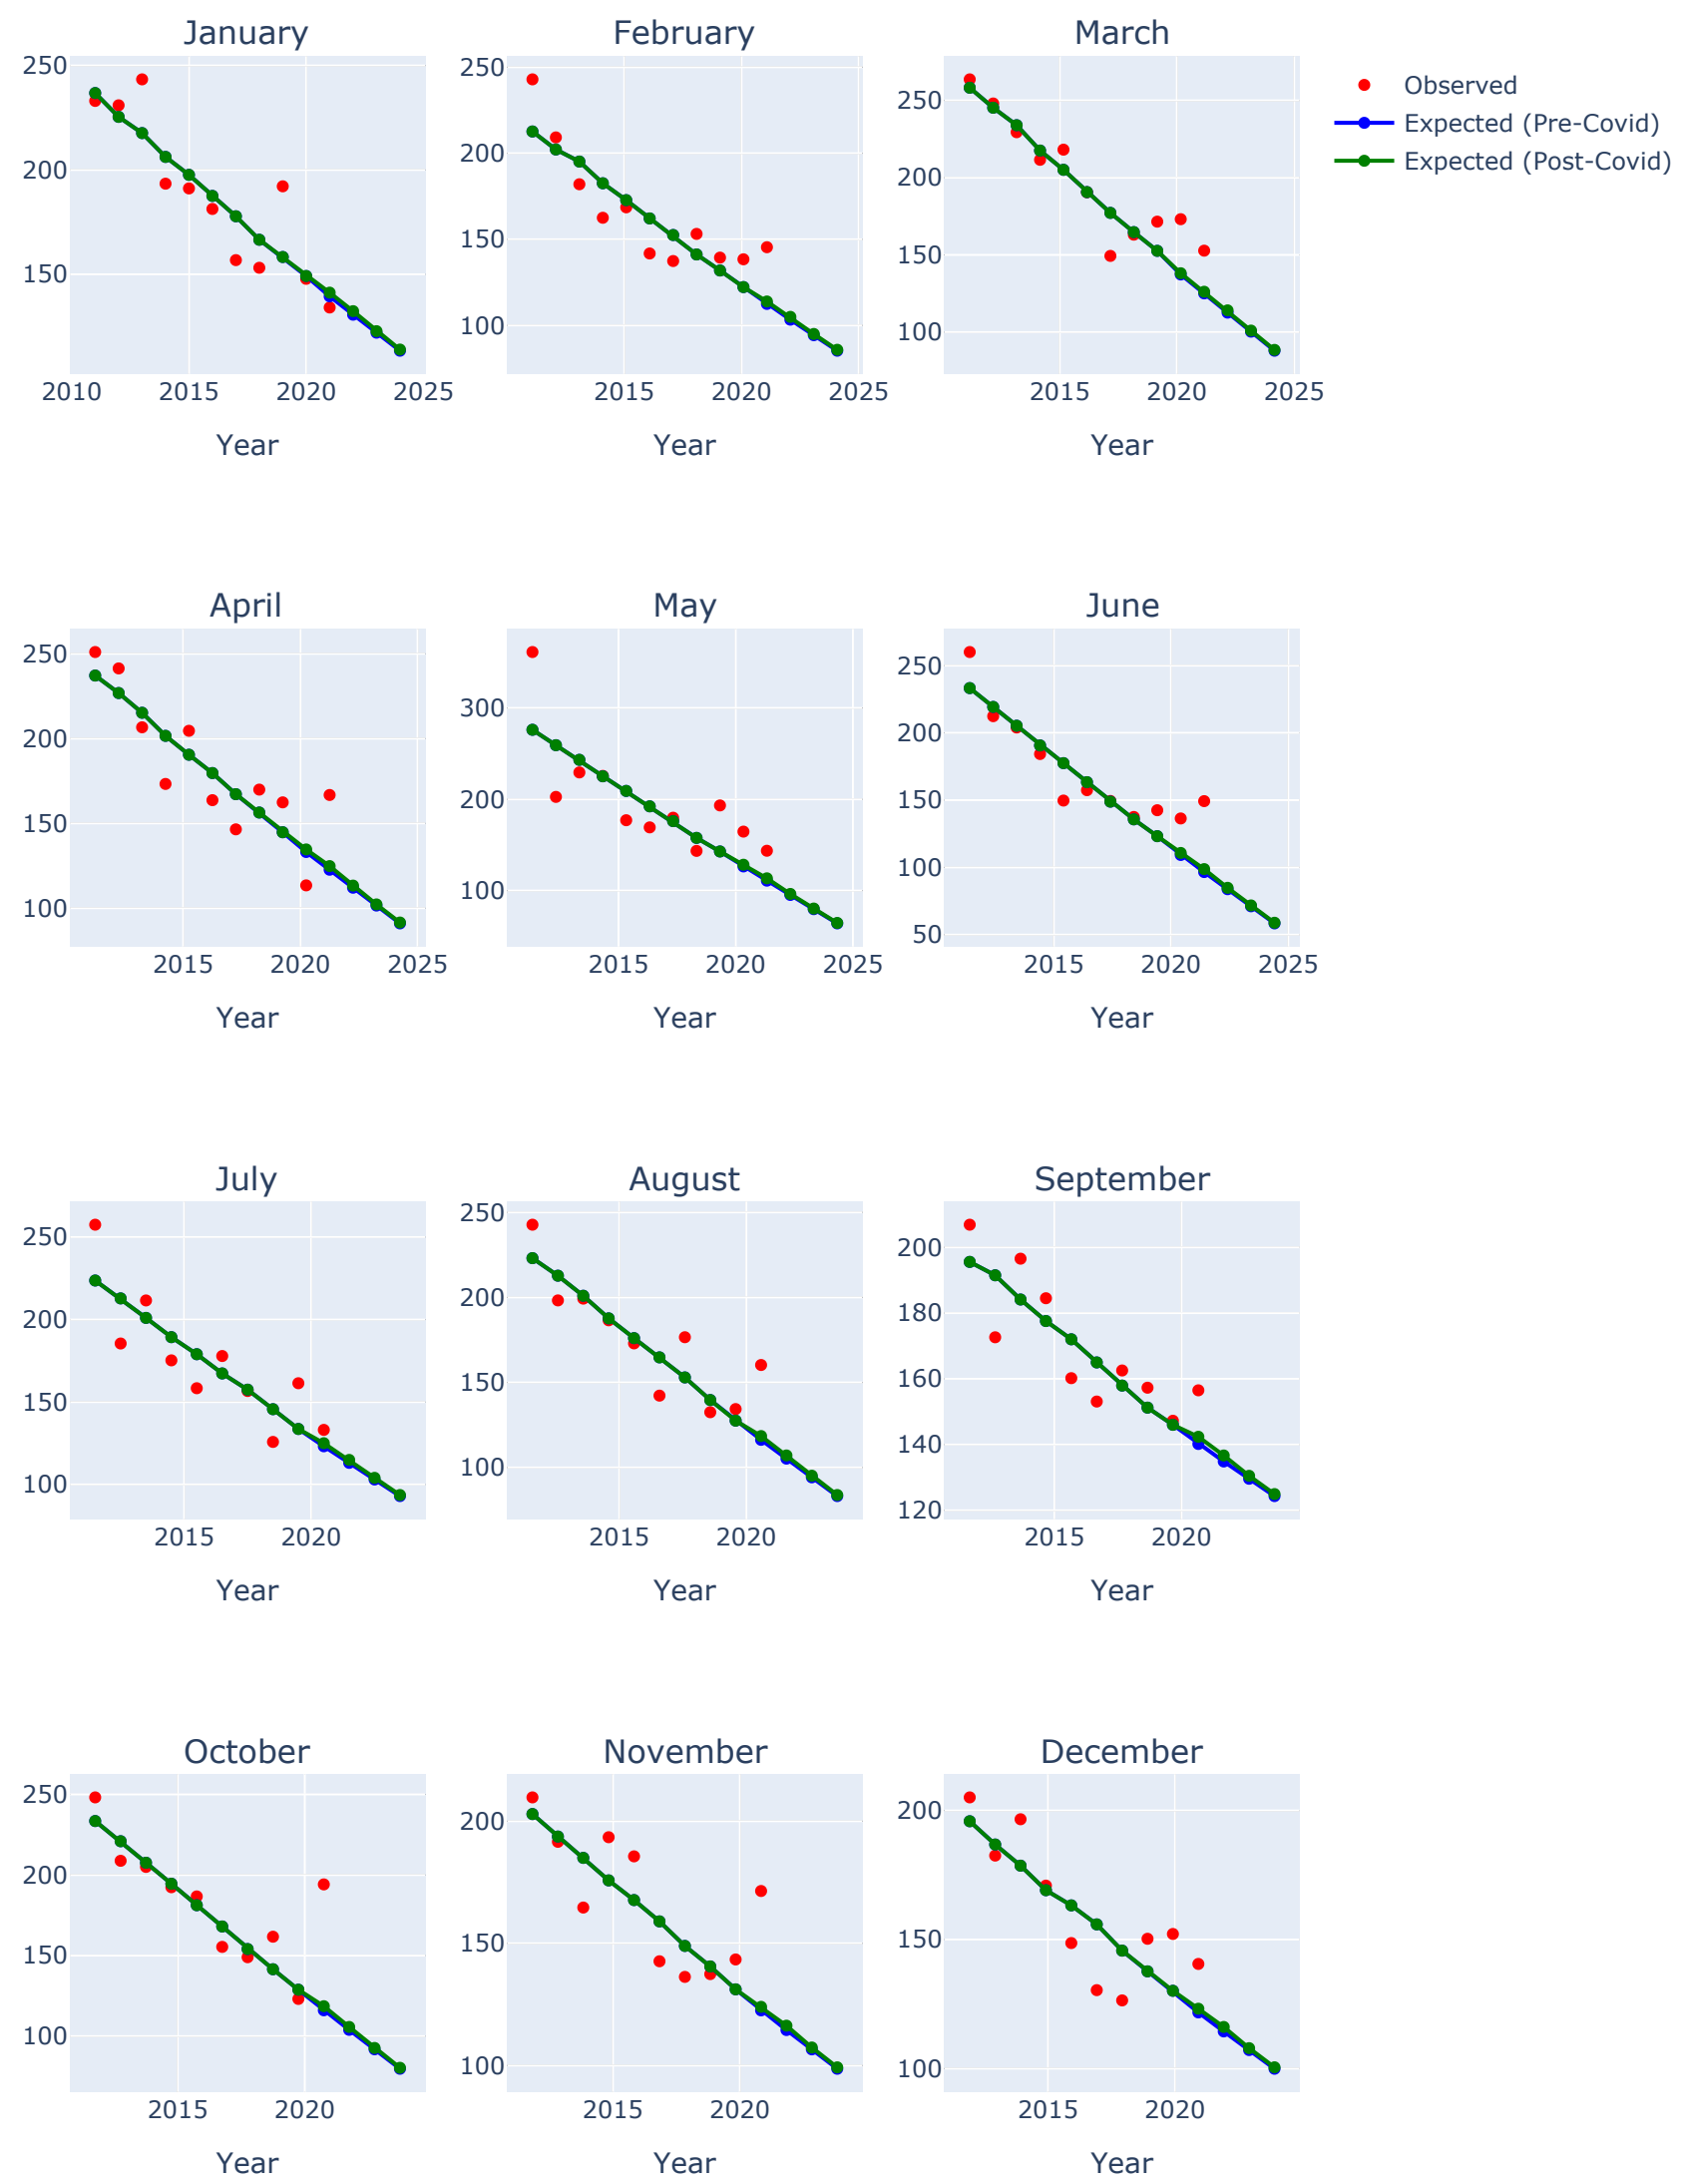 January February March
250
200
150
2010 2015 2020 2025
Year
250
200
150
100
2015 2020 2025
Year
250
200
150
100
2015 2020 2025
Year
Observed
Expected (Pre-Covid)
Expected (Post-Covid)
April May June
250
200
150
100
2015 2020 2025
Year
300
200
100
2015 2020 2025
Year
250
200
150
100
50
2015 2020 2025
Year
July August September
250
200
150
100
2015 2020
Year
250
200
150
100
2015 2020
Year
200
180
160
140
120
2015 2020
Year
October November December
250
200
150
100
2015 2020
Year
200
150
100
2015 2020
Year
200
150
100
2015 2020
Year